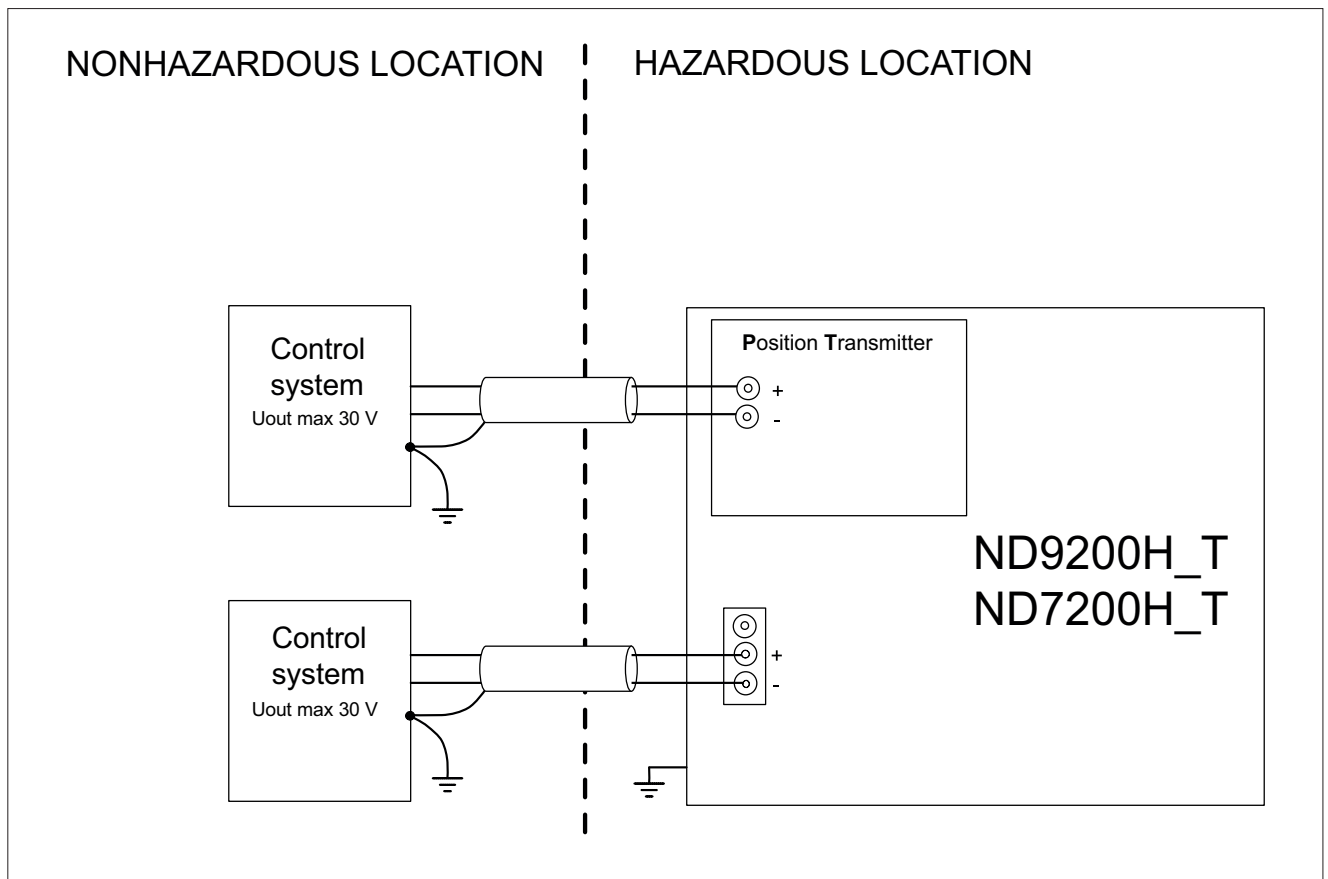 NONHAZARDOUS LOCATION
HAZARDOUS LOCATION
Control
system
Uout max 30 V
Position Transmitter
+
-
ND9200H_T
ND7200H_T
Control
system
Uout max 30 V
+
-